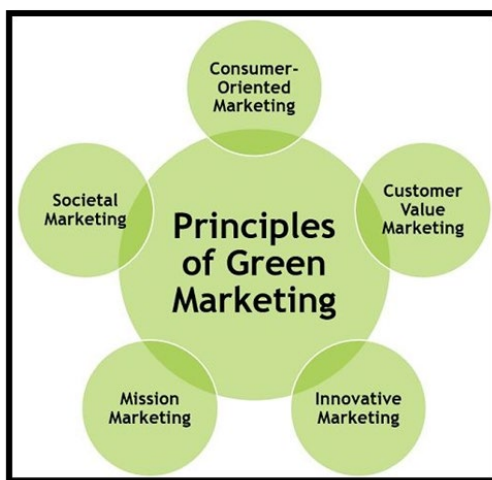 Consumer-
Oriented
Marketing
Customer
Value
Marketing
Innovative
Marketing
Mission
Marketing
Societal
Marketing
Principles
of Green
Marketing